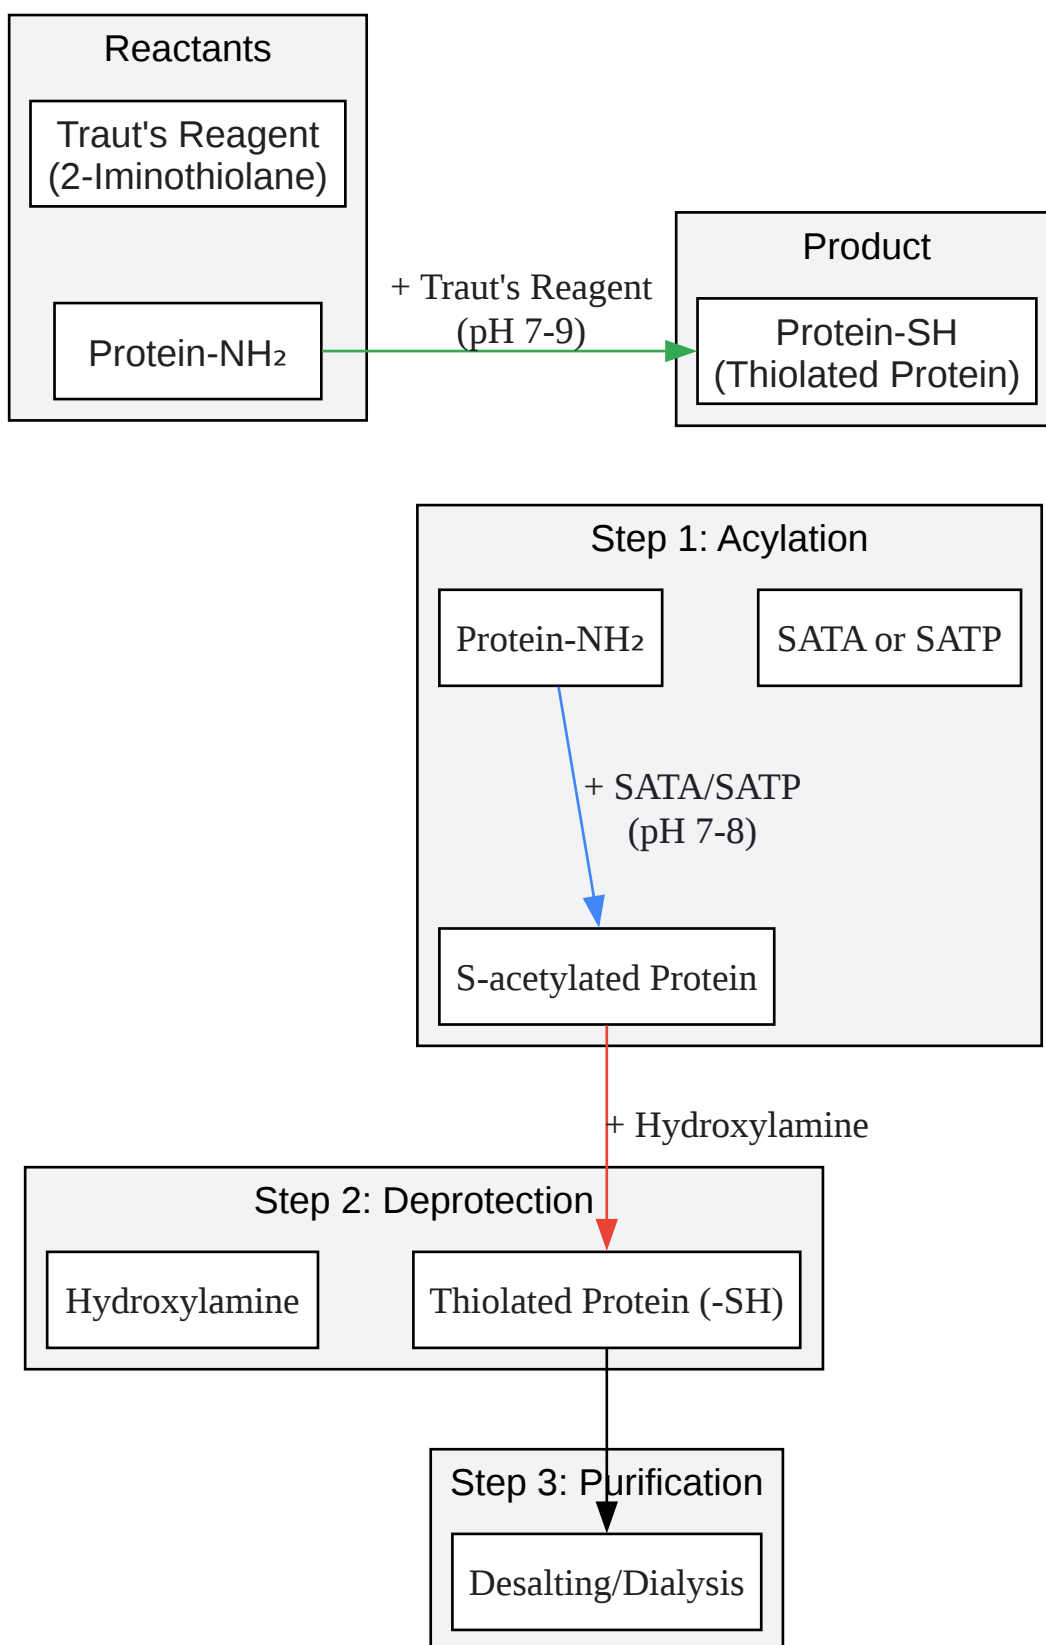 Reactants
Traut's Reagent
(2-Iminothiolane)
Protein-NH₂
+ Traut's Reagent
(pH 7-9)
Product
Protein-SH
(Thiolated Protein)
Step 1: Acylation
Protein-NH₂
SATA or SATP
+ SATA/SATP
(pH 7-8)
S-acetylated Protein
+ Hydroxylamine
Step 2: Deprotection
Hydroxylamine
Thiolated Protein (-SH)
Step 3: Purification
Desalting/Dialysis